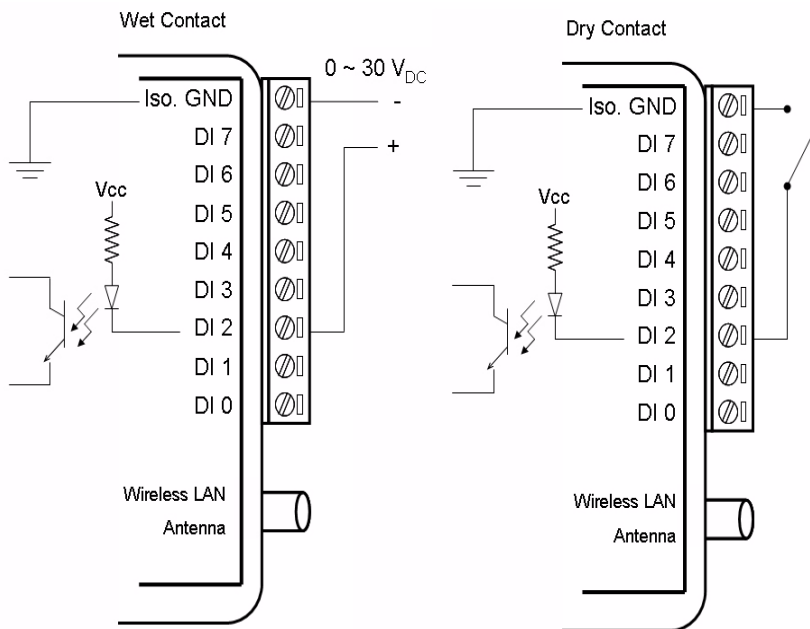 Wet Contact
0 ~ 30 VDC
Iso. GND
-
DI 7
+
DI 6
Vcc
DI 5
DI 4
DI 3
DI 2
DI 1
DI 0
Wireless LAN
Antenna
Dry Contact
Iso. GND
DI 7
DI 6
Vcc
DI 5
DI 4
DI 3
DI 2
DI 1
DI 0
Wireless LAN
Antenna